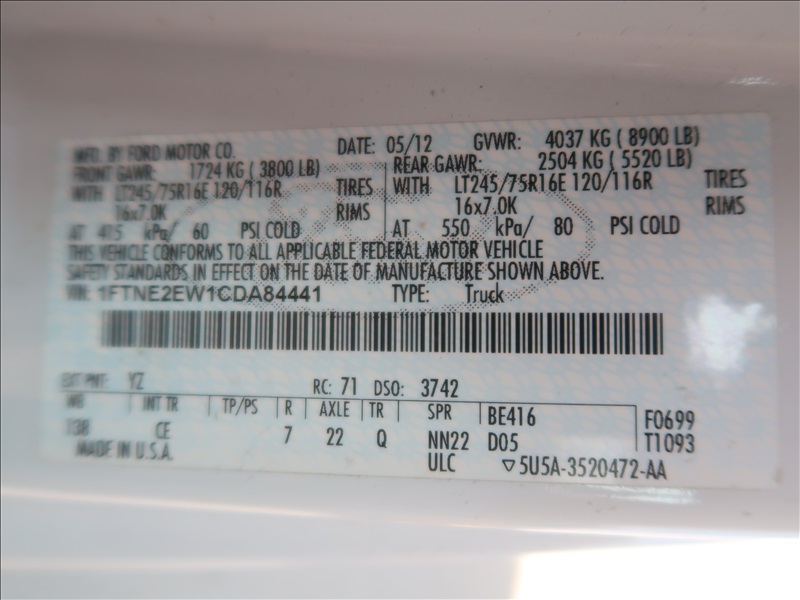 MFD. BY FORD MOTOR CO. DATE: 05/12 GVWR: 4037 KG ( 8900 LB)
FRONT GAWR: 1724 KG ( 3800 LB) REAR GAWR: 2504 KG ( 5520 LB)
WITH LT245/75R16E 120/116R TIRES WITH LT245/75R16E 120/116R TIRES
16x7.0K RIMS 16x7.0K RIMS
AT 415 kPa/ 60 PSI COLD AT 550 kPa/ 80 PSI COLD
THIS VEHICLE CONFORMS TO ALL APPLICABLE FEDERAL MOTOR VEHICLE
SAFETY STANDARDS IN EFFECT ON THE DATE OF MANUFACTURE SHOWN ABOVE.
VIN: 1FTNE2EW1CDA84441 TYPE: Truck
EXT PNT: YZ RC: 71 DSO: 3742
WB INT TR TP/PS R AXLE TR SPR BE416 F0699
138 CE 7 22 Q NN22 D05 T1093
MADE IN U.S.A. ULC ▽5U5A-3520472-AA